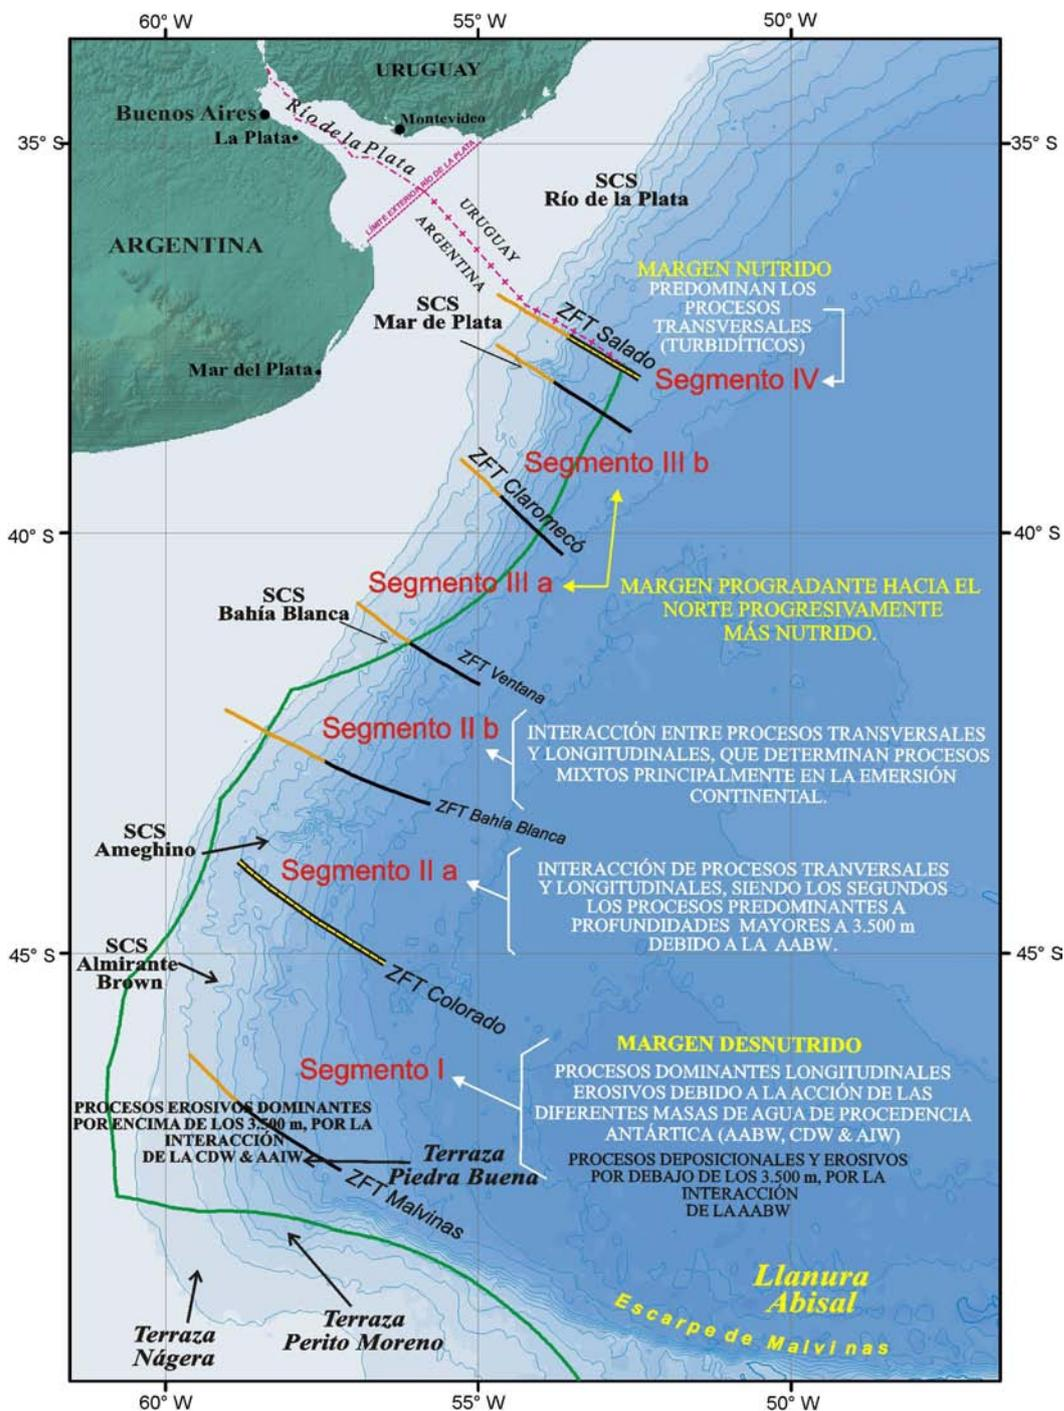 60° W
55° W
50° W
URUGUAY
Buenos Aires
Montevideo
Río de la Plata
La Plata
35° S
35° S
LÍMITE EXTERIOR RÍO DE LA PLATA
SCS
Río de la Plata
URUGUAY
ARGENTINA
ARGENTINA
MARGEN NUTRIDO
PREDOMINAN LOS
PROCESOS
TRANSVERSALES
(TURBIDÍTICOS)
SCS
Mar de Plata
ZFT Salado
Mar del Plata
Segmento IV
Segmento III b
ZFT Claromecó
40° S
40° S
Segmento III a
MARGEN PROGRADANTE HACIA EL
NORTE PROGRESIVAMENTE
MÁS NUTRIDO.
SCS
Bahía Blanca
ZFT Ventana
Segmento II b
INTERACCIÓN ENTRE PROCESOS TRANSVERSALES
Y LONGITUDINALES, QUE DETERMINAN PROCESOS
MIXTOS PRINCIPALMENTE EN LA EMERSIÓN
CONTINENTAL.
ZFT Bahía Blanca
SCS
Ameghino
Segmento II a
INTERACCIÓN DE PROCESOS TRANVERSALES
Y LONGITUDINALES, SIENDO LOS SEGUNDOS
LOS PROCESOS PREDOMINANTES A
PROFUNDIDADES MAYORES A 3.500 m
DEBIDO A LA AABW.
45° S
45° S
SCS
Almirante
Brown
ZFT Colorado
Segmento I
MARGEN DESNUTRIDO
PROCESOS DOMINANTES LONGITUDINALES
EROSIVOS DEBIDO A LA ACCIÓN DE LAS
DIFERENTES MASAS DE AGUA DE PROCEDENCIA
ANTÁRTICA (AABW, CDW & AIW)
PROCESOS DEPOSICIONALES Y EROSIVOS
POR DEBAJO DE LOS 3.500 m, POR LA
INTERACCIÓN
DE LA AABW
PROCESOS EROSIVOS DOMINANTES
POR ENCIMA DE LOS 3.500 m, POR LA
INTERACCIÓN
DE LA CDW & AAIW
Terraza
Piedra Buena
ZFT Malvinas
Llanura
Abisal
Escarpe de Malvinas
Terraza
Perito Moreno
Terraza
Nágera
60° W
55° W
50° W